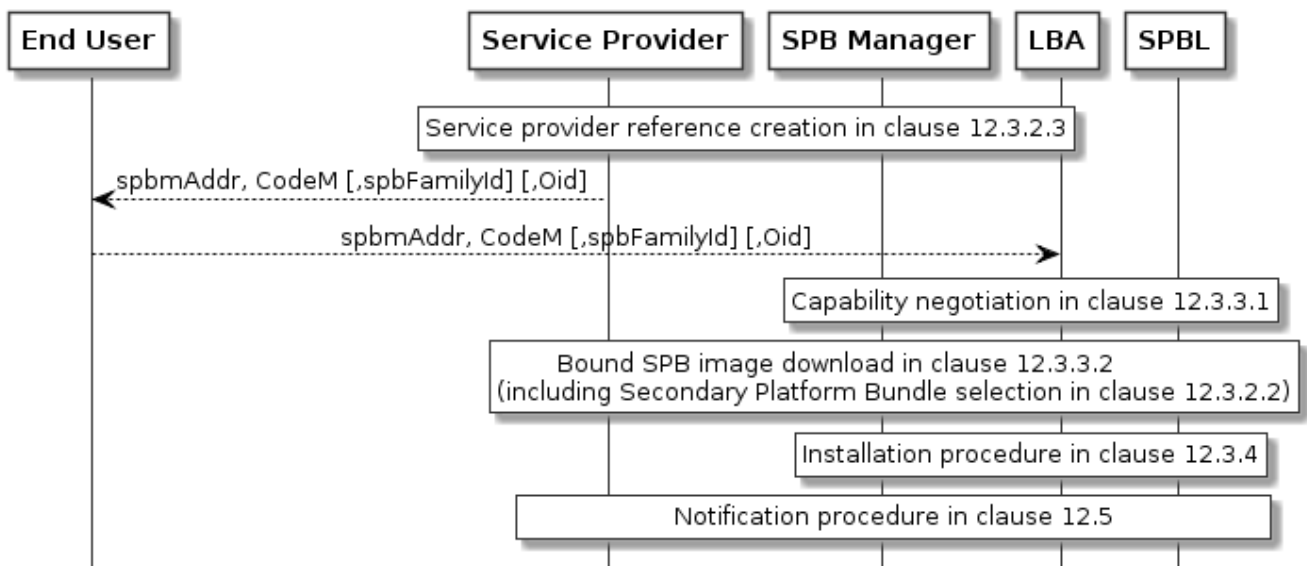 End User
Service Provider
SPB Manager
LBA
SPBL
Service provider reference creation in clause 12.3.2.3
spbmAddr, CodeM [,spbFamilyId] [,Oid]
spbmAddr, CodeM [,spbFamilyId] [,Oid]
Capability negotiation in clause 12.3.3.1
Bound SPB image download in clause 12.3.3.2
(including Secondary Platform Bundle selection in clause 12.3.2.2)
Installation procedure in clause 12.3.4
Notification procedure in clause 12.5